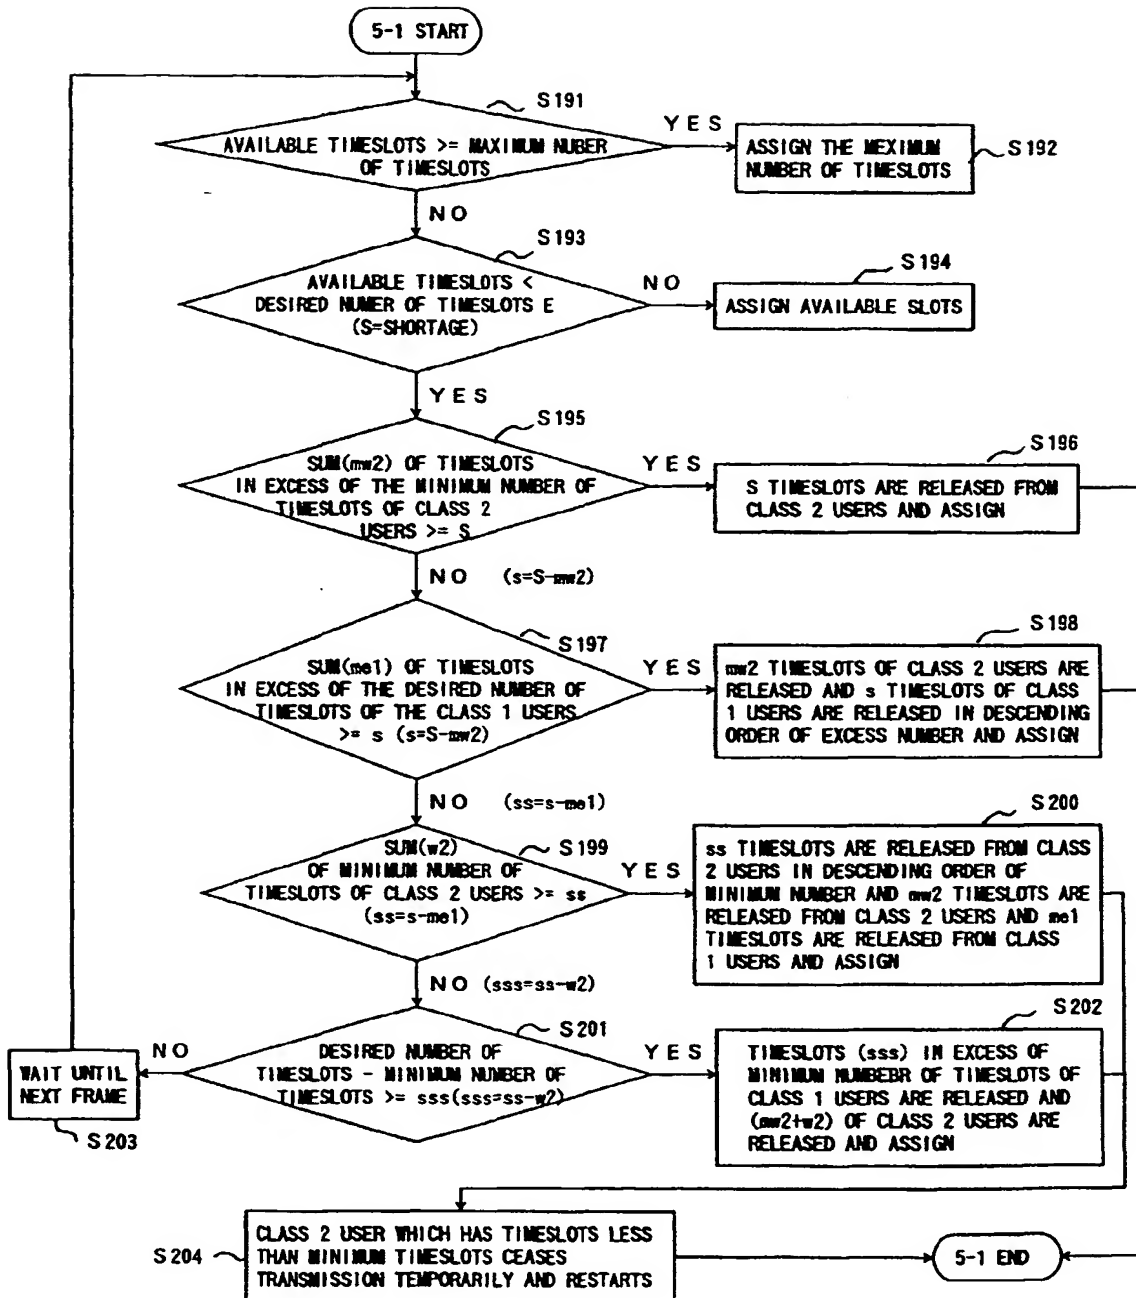 5-1 START
S191
AVAILABLE TIMESLOTS >= MAXIMUM NUBER
OF TIMESLOTS
YES
ASSIGN THE MEXIMUM
NUMBER OF TIMESLOTS
S192
NO
S193
AVAILABLE TIMESLOTS <
DESIRED NUMER OF TIMESLOTS E
(S=SHORTAGE)
NO
S194
ASSIGN AVAILABLE SLOTS
YES
S195
SUM(mw2) OF TIMESLOTS
IN EXCESS OF THE MINIMUM NUMBER OF
TIMESLOTS OF CLASS 2
USERS >= S
YES
S196
S TIMESLOTS ARE RELEASED FROM
CLASS 2 USERS AND ASSIGN
NO (s=S-mw2)
S197
SUM(me1) OF TIMESLOTS
IN EXCESS OF THE DESIRED NUMBER OF
TIMESLOTS OF THE CLASS 1 USERS
>= s (s=S-mw2)
YES
S198
mw2 TIMESLOTS OF CLASS 2 USERS ARE
RELEASED AND s TIMESLOTS OF CLASS
1 USERS ARE RELEASED IN DESCENDING
ORDER OF EXCESS NUMBER AND ASSIGN
NO (ss=s-me1)
S199
SUM(w2)
OF MINIMUM NUMBER OF
TIMESLOTS OF CLASS 2 USERS >= ss
(ss=s-me1)
YES
S200
ss TIMESLOTS ARE RELEASED FROM CLASS
2 USERS IN DESCENDING ORDER OF
MINIMUM NUMBER AND mw2 TIMESLOTS ARE
RELEASED FROM CLASS 2 USERS AND me1
TIMESLOTS ARE RELEASED FROM CLASS
1 USERS AND ASSIGN
NO (sss=ss-w2)
S201
DESIRED NUMBER OF
TIMESLOTS - MINIMUM NUMBER OF
TIMESLOTS >= sss(sss=ss-w2)
YES
S202
TIMESLOTS (sss) IN EXCESS OF
MINIMUM NUMBEBR OF TIMESLOTS OF
CLASS 1 USERS ARE RELEASED AND
(mw2+w2) OF CLASS 2 USERS ARE
RELEASED AND ASSIGN
NO
WAIT UNTIL
NEXT FRAME
S203
S204
CLASS 2 USER WHICH HAS TIMESLOTS LESS
THAN MINIMUM TIMESLOTS CEASES
TRANSMISSION TEMPORARILY AND RESTARTS
5-1 END